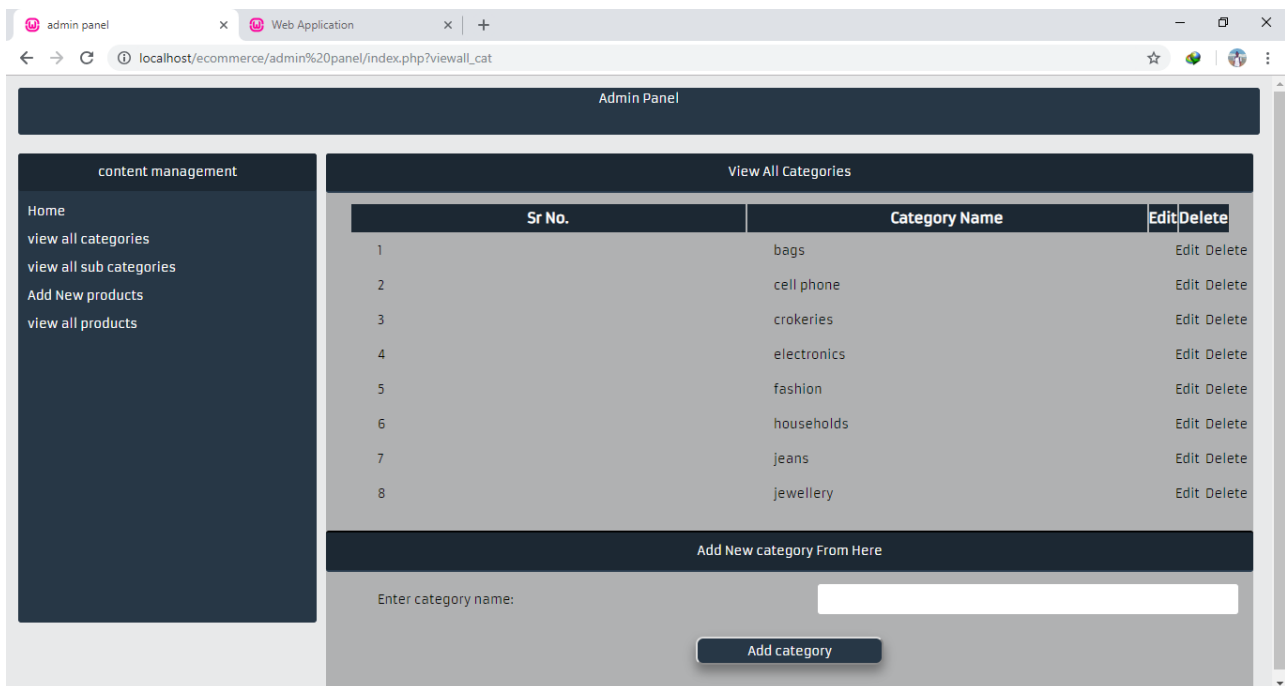 admin panel
Web Application
localhost/ecommerce/admin%20panel/index.php?viewall_cat
Admin Panel
content management
Home
view all categories
view all sub categories
Add New products
view all products
View All Categories
Sr No. Category Name Edit Delete
1 bags Edit Delete
2 cell phone Edit Delete
3 crokeries Edit Delete
4 electronics Edit Delete
5 fashion Edit Delete
6 households Edit Delete
7 jeans Edit Delete
8 jewellery Edit Delete
Add New category From Here
Enter category name:
Add category